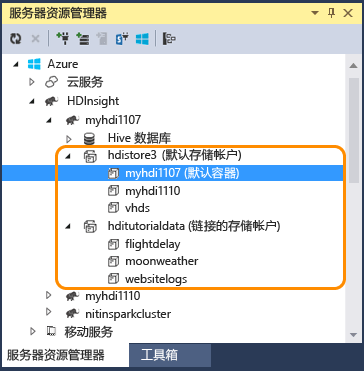 服务器资源管理器
Azure
云服务
HDInsight
myhdi1107
Hive 数据库
hdistore3 (默认存储帐户)
myhdi1107 (默认容器)
myhdi1110
vhds
hditutorialdata (链接的存储帐户)
flightdelay
moonweather
websitelogs
myhdi1110
nitinsparkcluster
移动服务
服务器资源管理器 工具箱